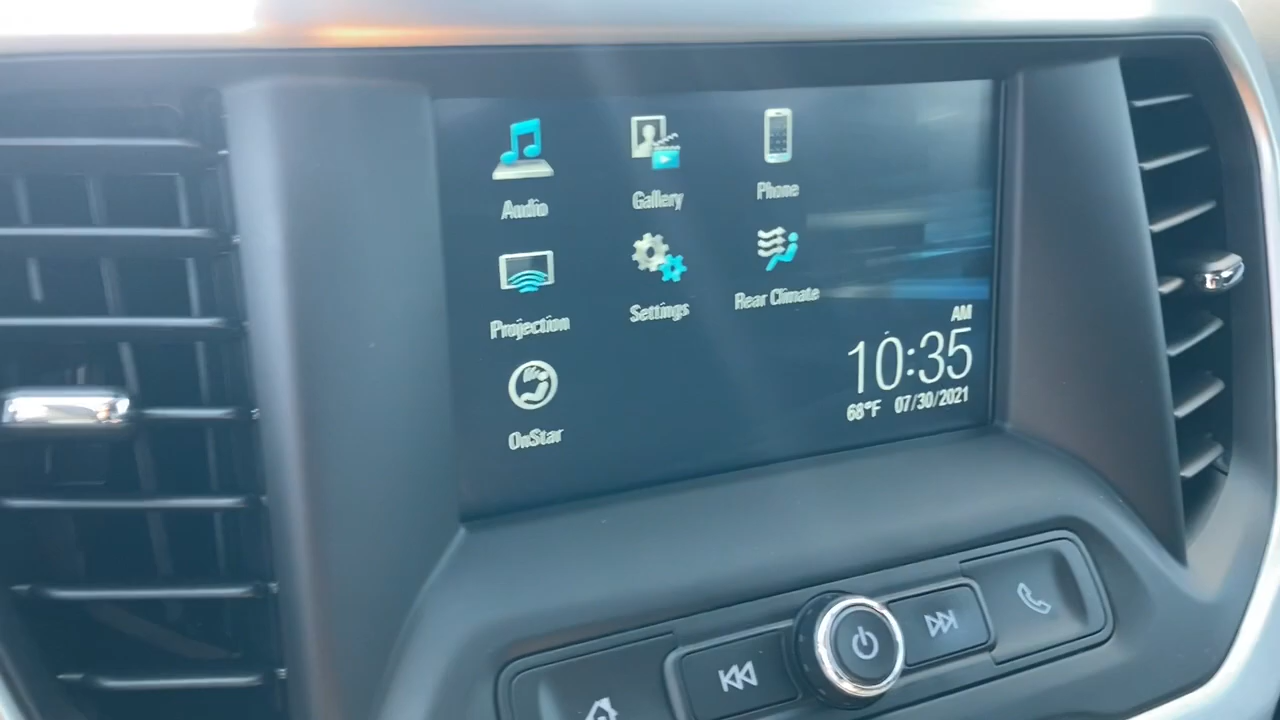 Audio
Gallery
Phone
Projection
Settings
Rear Climate
OnStar
AM
10:35
68°F 07/30/2021